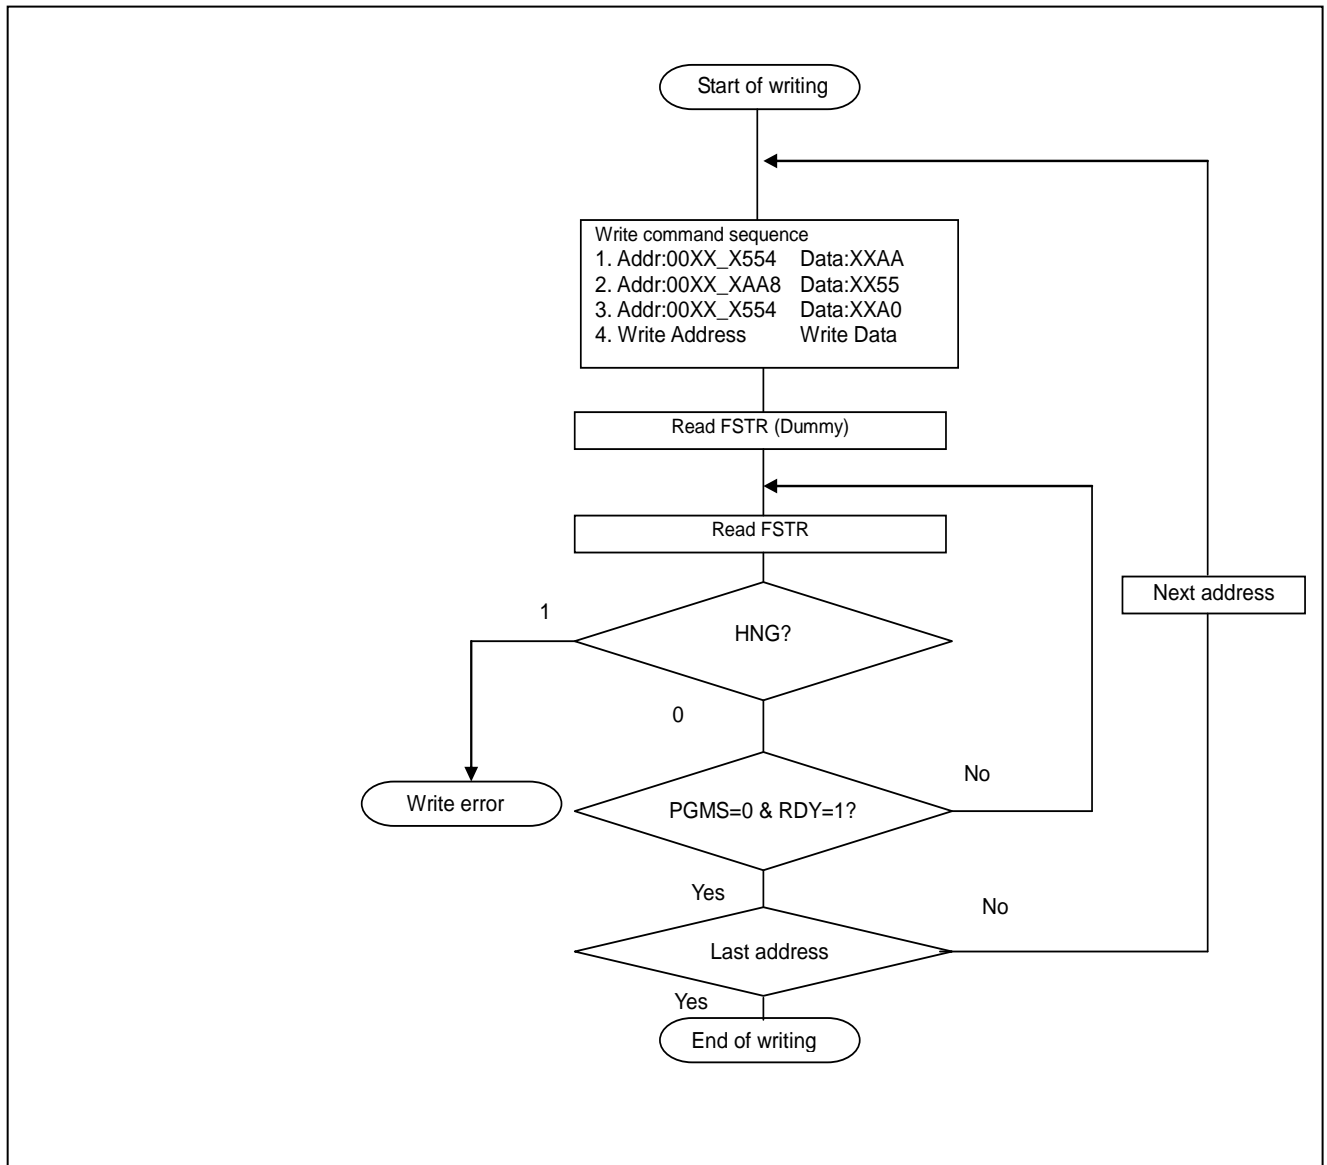 Start of writing
Write command sequence
1. Addr:00XX_X554 Data:XXAA
2. Addr:00XX_XAA8 Data:XX55
3. Addr:00XX_X554 Data:XXA0
4. Write Address Write Data
Read FSTR (Dummy)
Read FSTR
Next address
1
HNG?
0
No
Write error
PGMS=0 & RDY=1?
Yes
No
Last address
Yes
End of writing